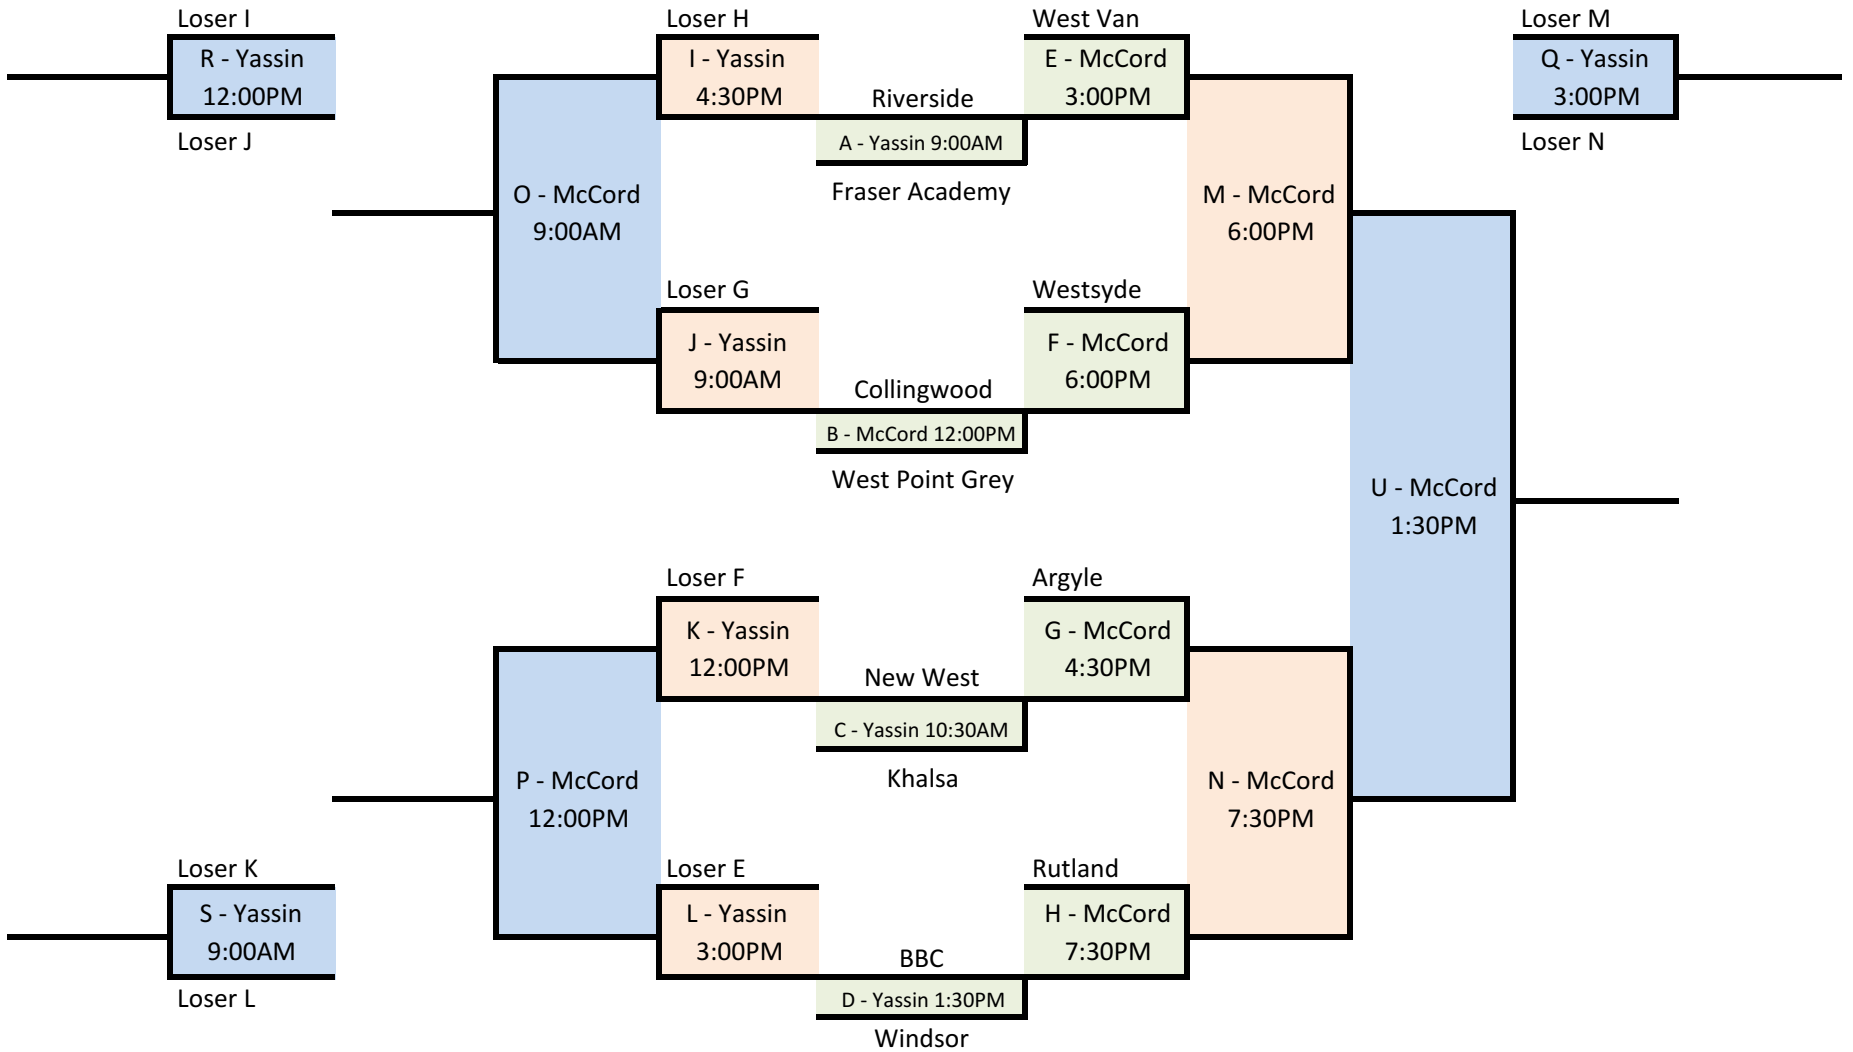 Loser I
R - Yassin
12:00PM
Loser J
Loser H
I - Yassin
4:30PM
Riverside
A - Yassin 9:00AM
Fraser Academy
West Van
E - McCord
3:00PM
Loser M
Q - Yassin
3:00PM
Loser N
O - McCord
9:00AM
M - McCord
6:00PM
Loser G
J - Yassin
9:00AM
Collingwood
B - McCord 12:00PM
West Point Grey
Westsyde
F - McCord
6:00PM
U - McCord
1:30PM
Loser F
K - Yassin
12:00PM
New West
C - Yassin 10:30AM
Khalsa
Argyle
G - McCord
4:30PM
P - McCord
12:00PM
N - McCord
7:30PM
Loser K
S - Yassin
9:00AM
Loser L
Loser E
L - Yassin
3:00PM
BBC
D - Yassin 1:30PM
Windsor
Rutland
H - McCord
7:30PM